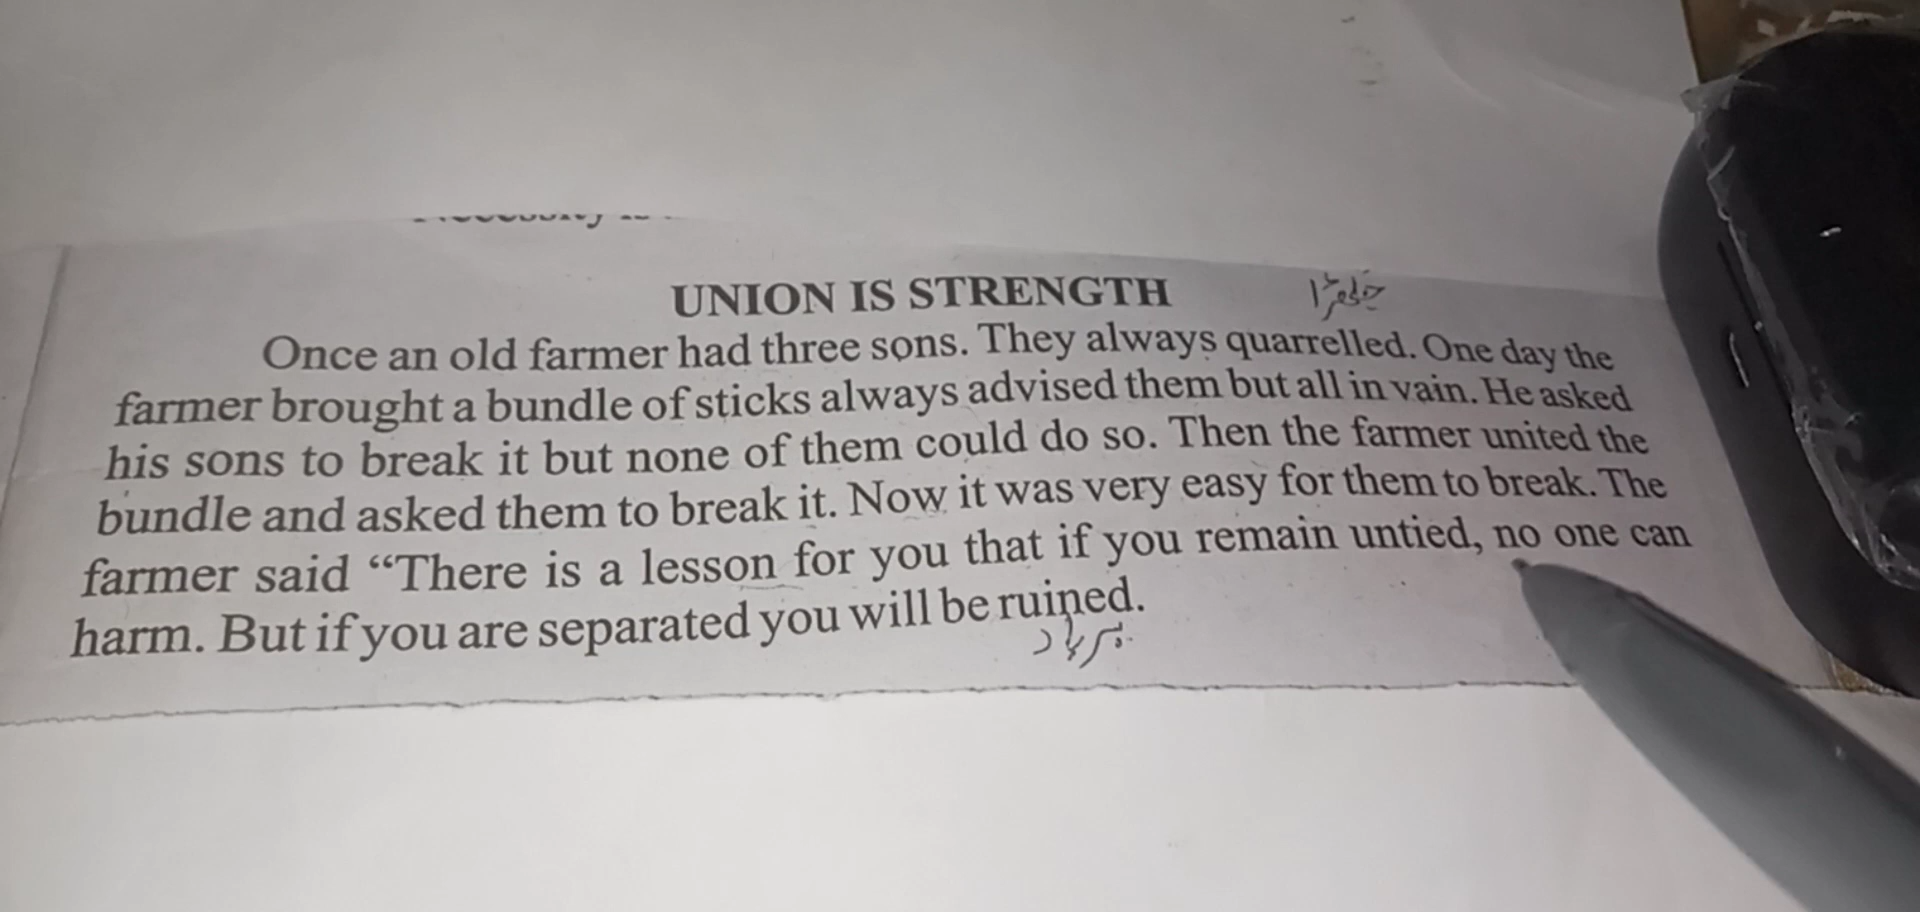 UNION IS STRENGTH
جھگڑا
Once an old farmer had three sons. They always quarrelled. One day the
farmer brought a bundle of sticks always advised them but all in vain. He asked
his sons to break it but none of them could do so. Then the farmer united the
bundle and asked them to break it. Now it was very easy for them to break. The
farmer said “There is a lesson for you that if you remain untied, no one can
harm. But if you are separated you will be ruined.
برباد